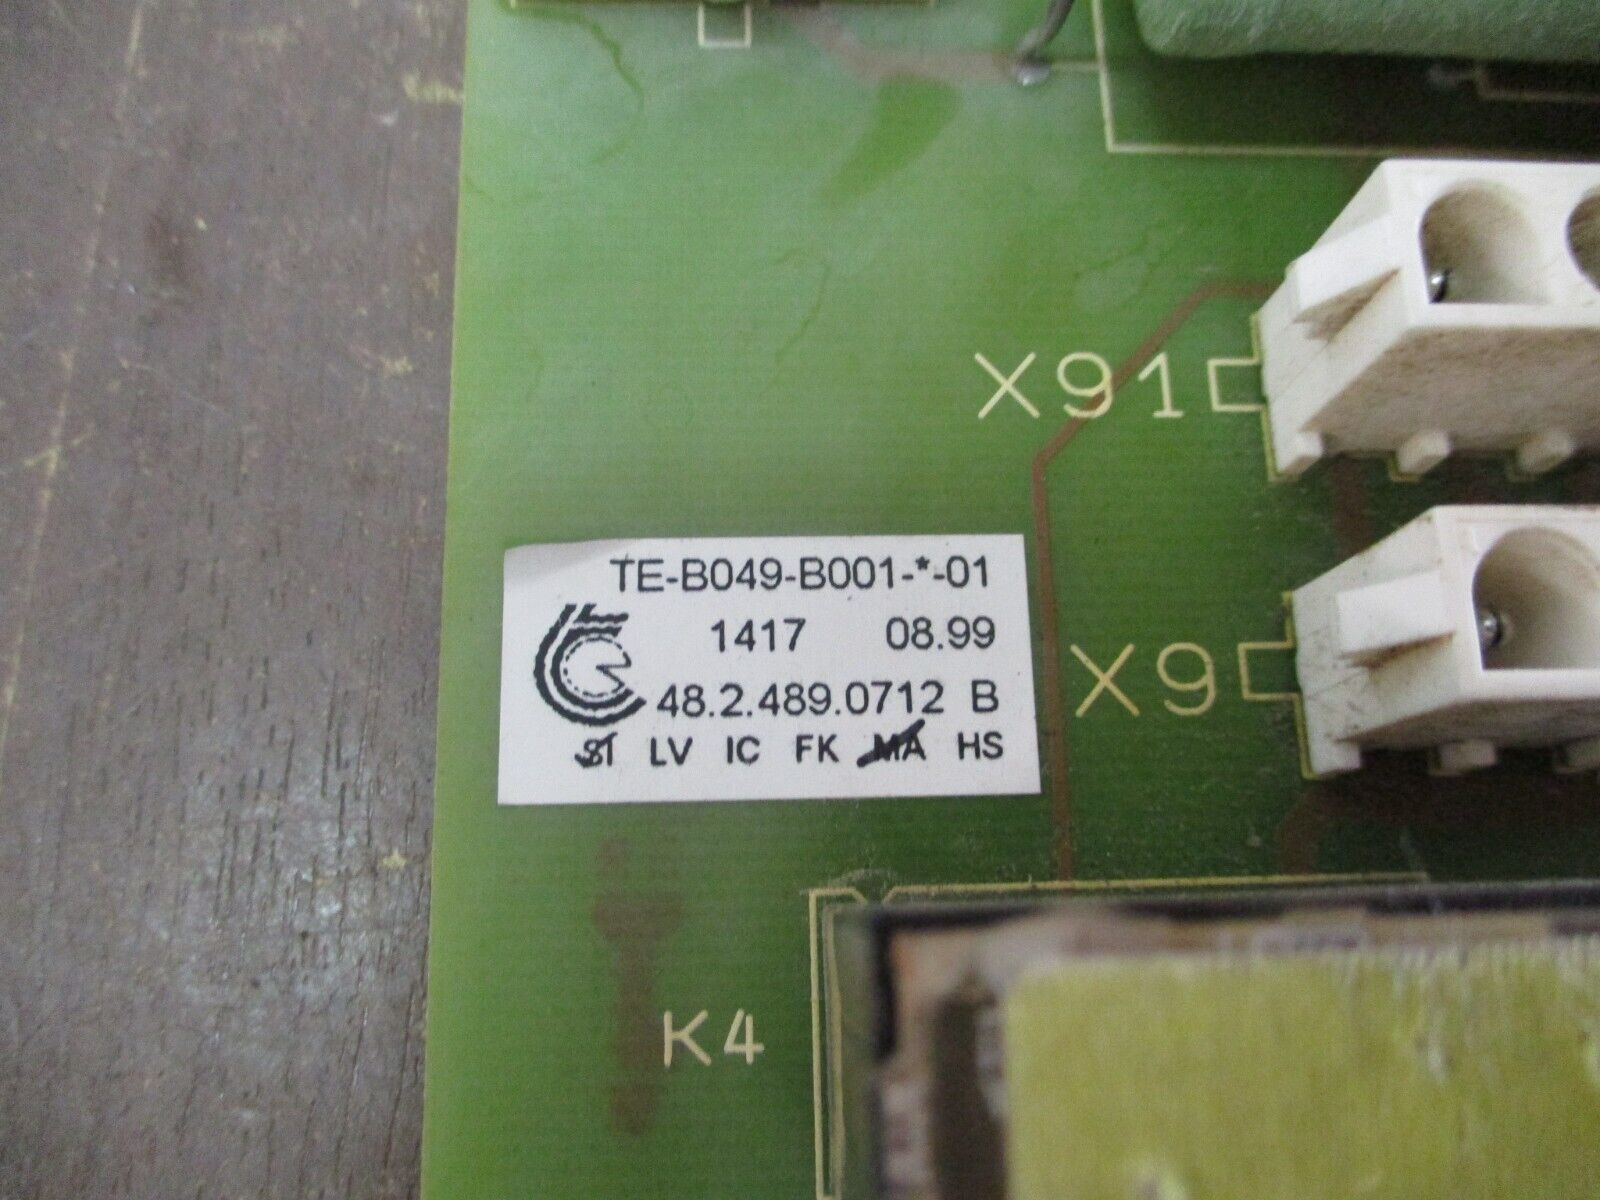 X91
TE-B049-B001-*-01
1417 08.99
48.2.489.0712 B
SI LV IC FK MA HS
X9
K4